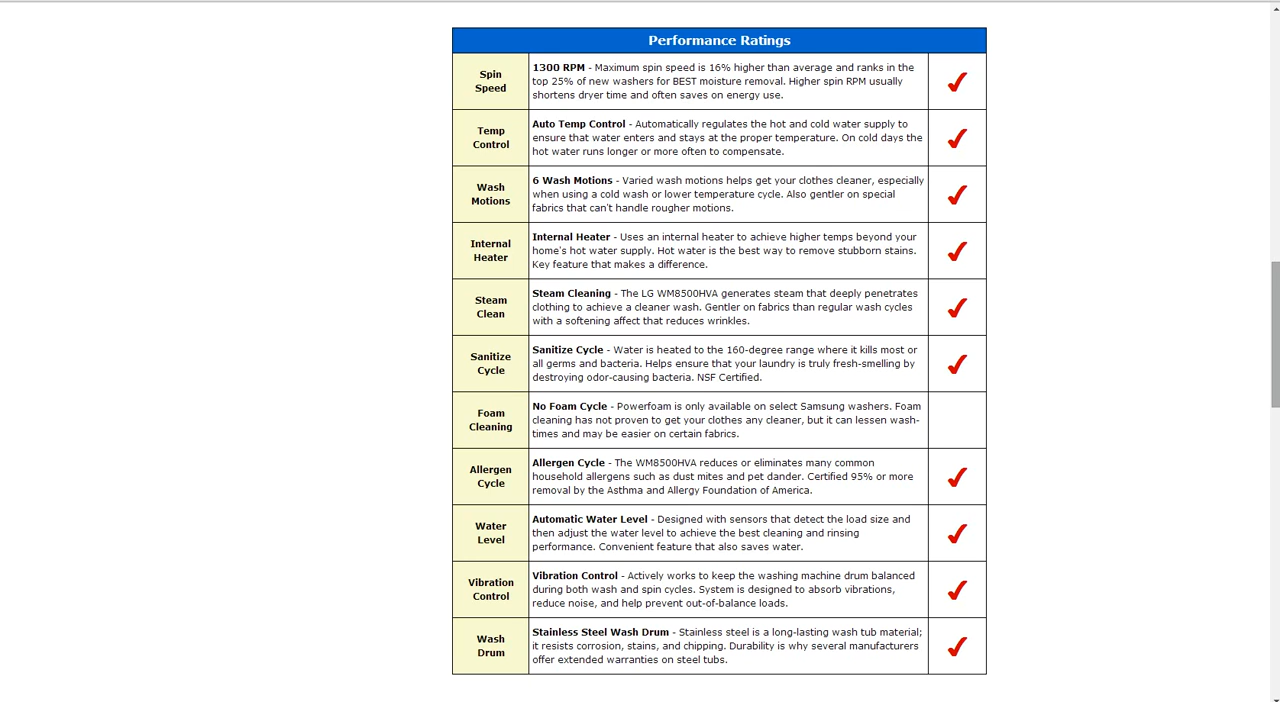 Performance Ratings
Spin
Speed
1300 RPM - Maximum spin speed is 16% higher than average and ranks in the
top 25% of new washers for BEST moisture removal. Higher spin RPM usually
shortens dryer time and often saves on energy use.
Temp
Control
Auto Temp Control - Automatically regulates the hot and cold water supply to
ensure that water enters and stays at the proper temperature. On cold days the
hot water runs longer or more often to compensate.
Wash
Motions
6 Wash Motions - Varied wash motions helps get your clothes cleaner, especially
when using a cold wash or lower temperature cycle. Also gentler on special
fabrics that can't handle rougher motions.
Internal
Heater
Internal Heater - Uses an internal heater to achieve higher temps beyond your
home's hot water supply. Hot water is the best way to remove stubborn stains.
Key feature that makes a difference.
Steam
Clean
Steam Cleaning - The LG WM8500HVA generates steam that deeply penetrates
clothing to achieve a cleaner wash. Gentler on fabrics than regular wash cycles
with a softening affect that reduces wrinkles.
Sanitize
Cycle
Sanitize Cycle - Water is heated to the 160-degree range where it kills most or
all germs and bacteria. Helps ensure that your laundry is truly fresh-smelling by
destroying odor-causing bacteria. NSF Certified.
Foam
Cleaning
No Foam Cycle - Powerfoam is only available on select Samsung washers. Foam
cleaning has not proven to get your clothes any cleaner, but it can lessen wash-
times and may be easier on certain fabrics.
Allergen
Cycle
Allergen Cycle - The WM8500HVA reduces or eliminates many common
household allergens such as dust mites and pet dander. Certified 95% or more
removal by the Asthma and Allergy Foundation of America.
Water
Level
Automatic Water Level - Designed with sensors that detect the load size and
then adjust the water level to achieve the best cleaning and rinsing
performance. Convenient feature that also saves water.
Vibration
Control
Vibration Control - Actively works to keep the washing machine drum balanced
during both wash and spin cycles. System is designed to absorb vibrations,
reduce noise, and help prevent out-of-balance loads.
Wash
Drum
Stainless Steel Wash Drum - Stainless steel is a long-lasting wash tub material;
it resists corrosion, stains, and chipping. Durability is why several manufacturers
offer extended warranties on steel tubs.